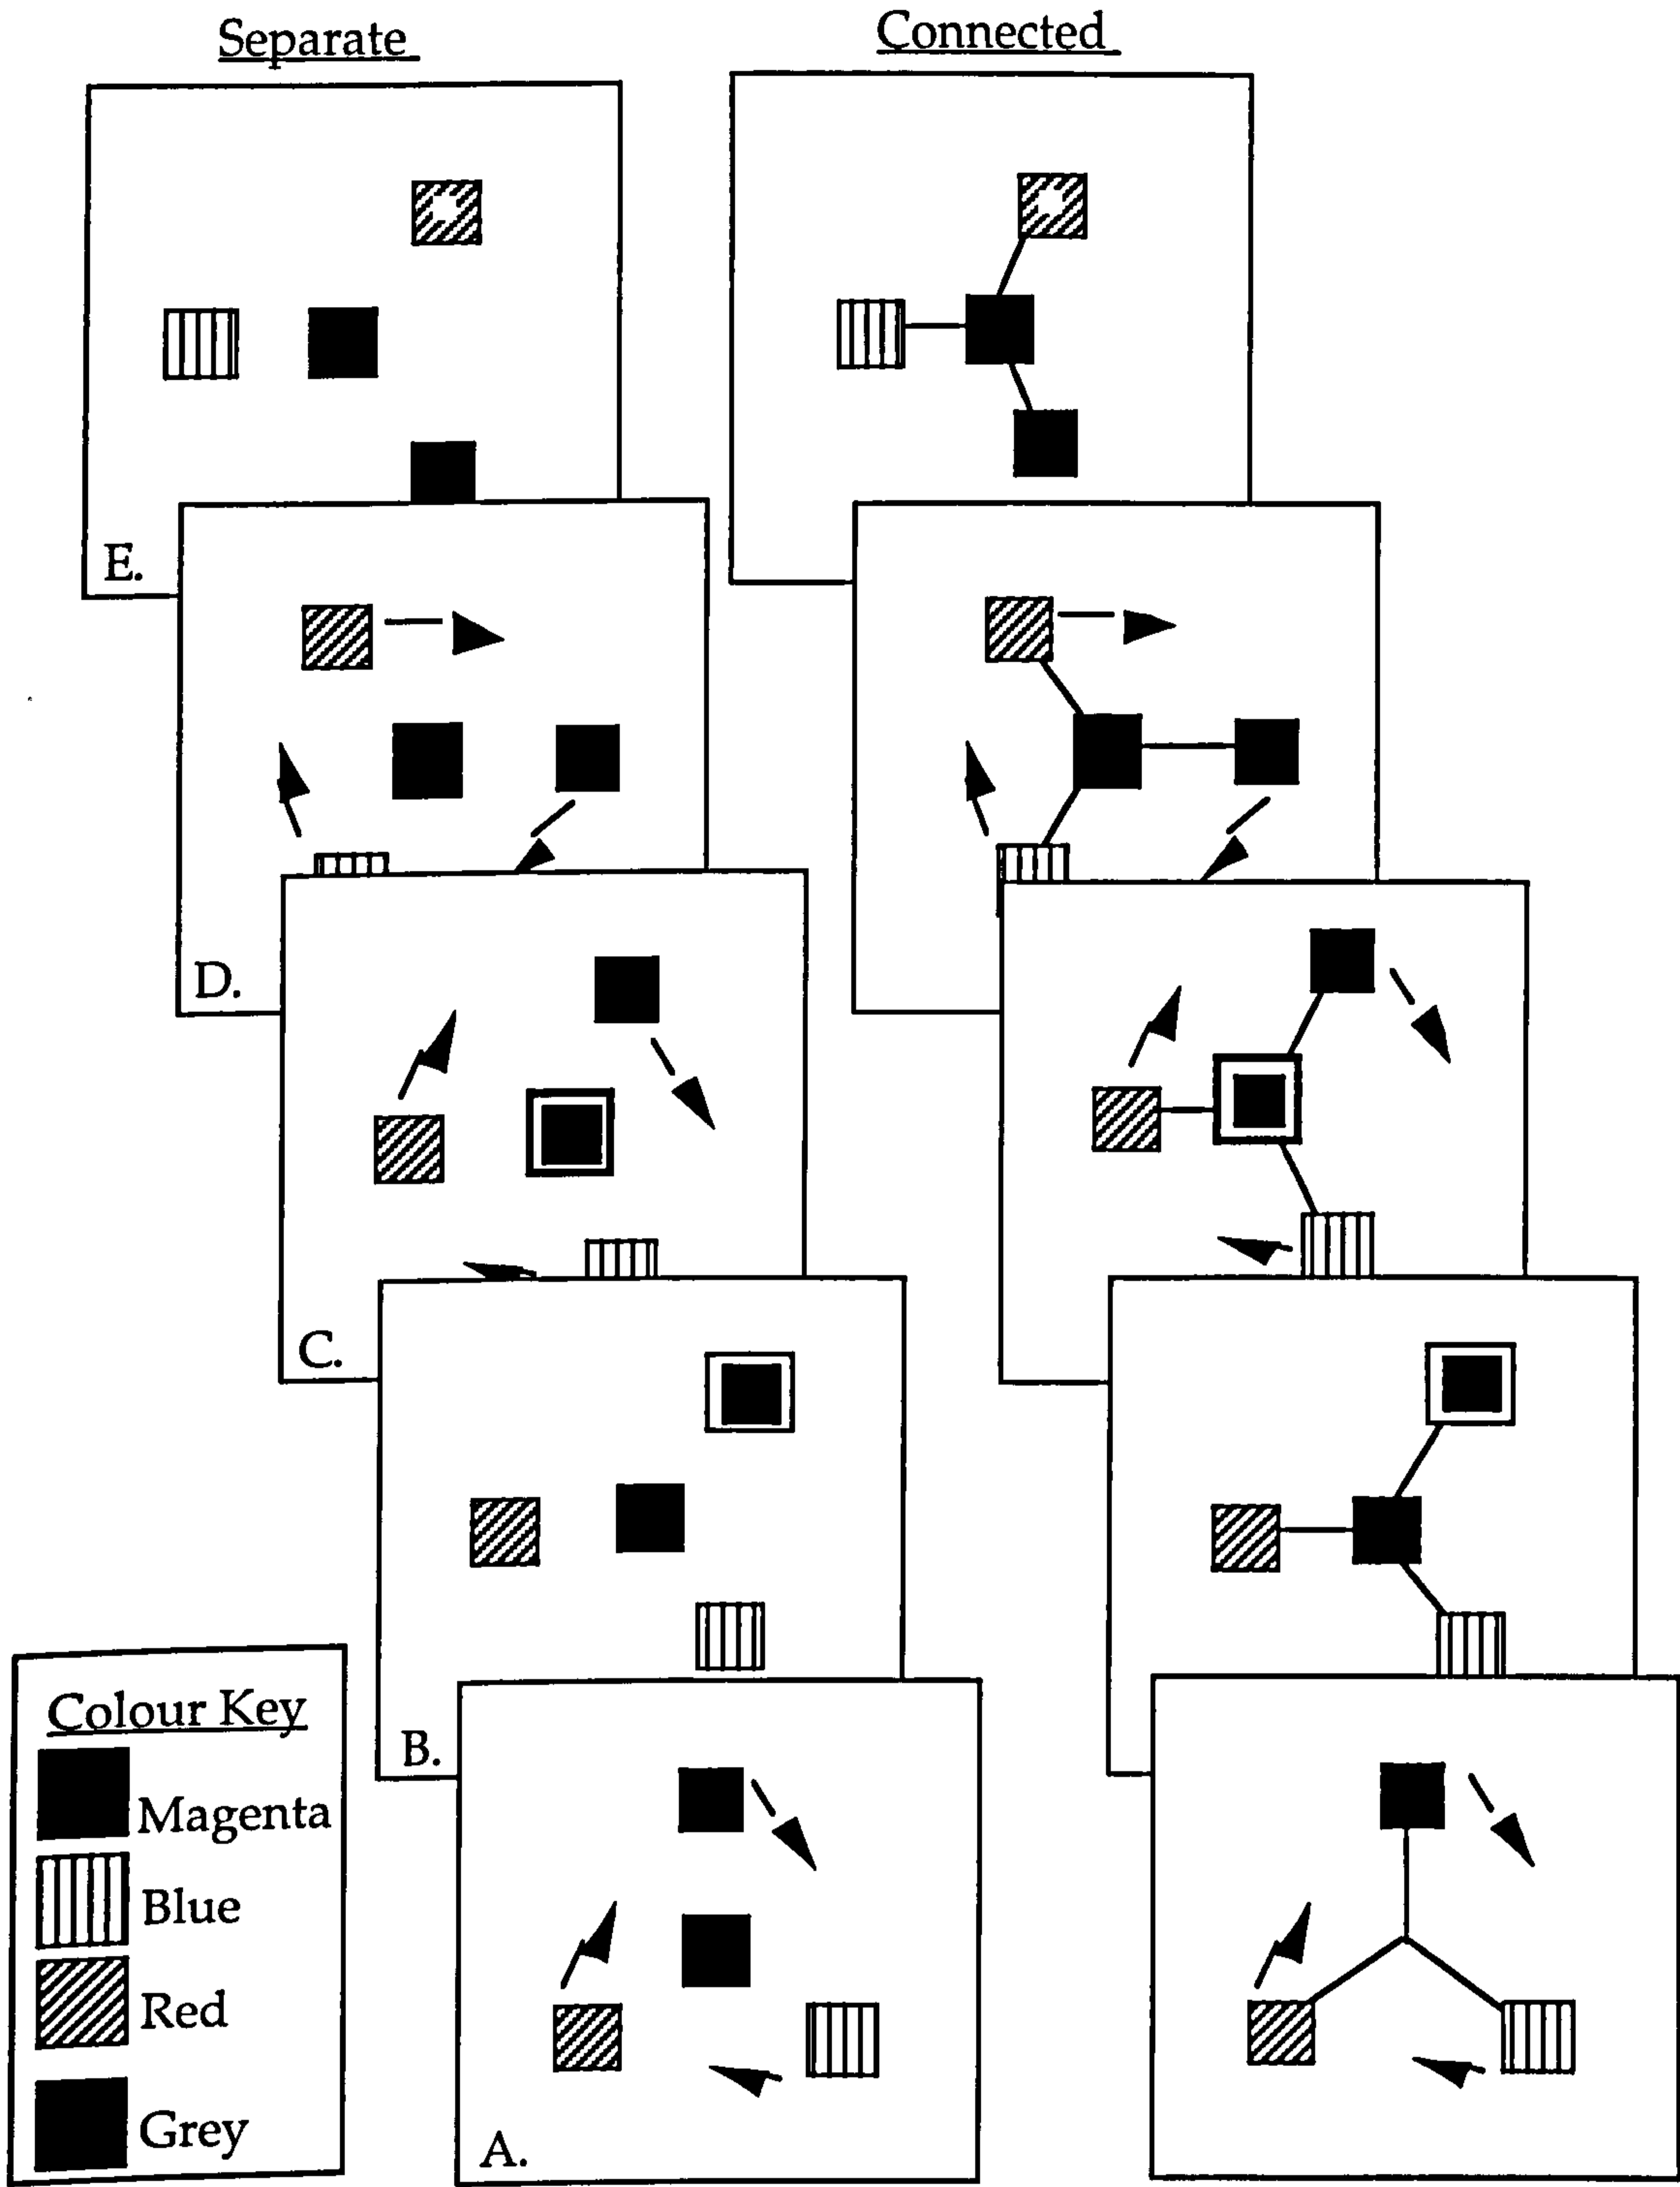 Separate
Connected
E.
D.
C.
B.
A.
Colour Key
Magenta
Blue
Red
Grey